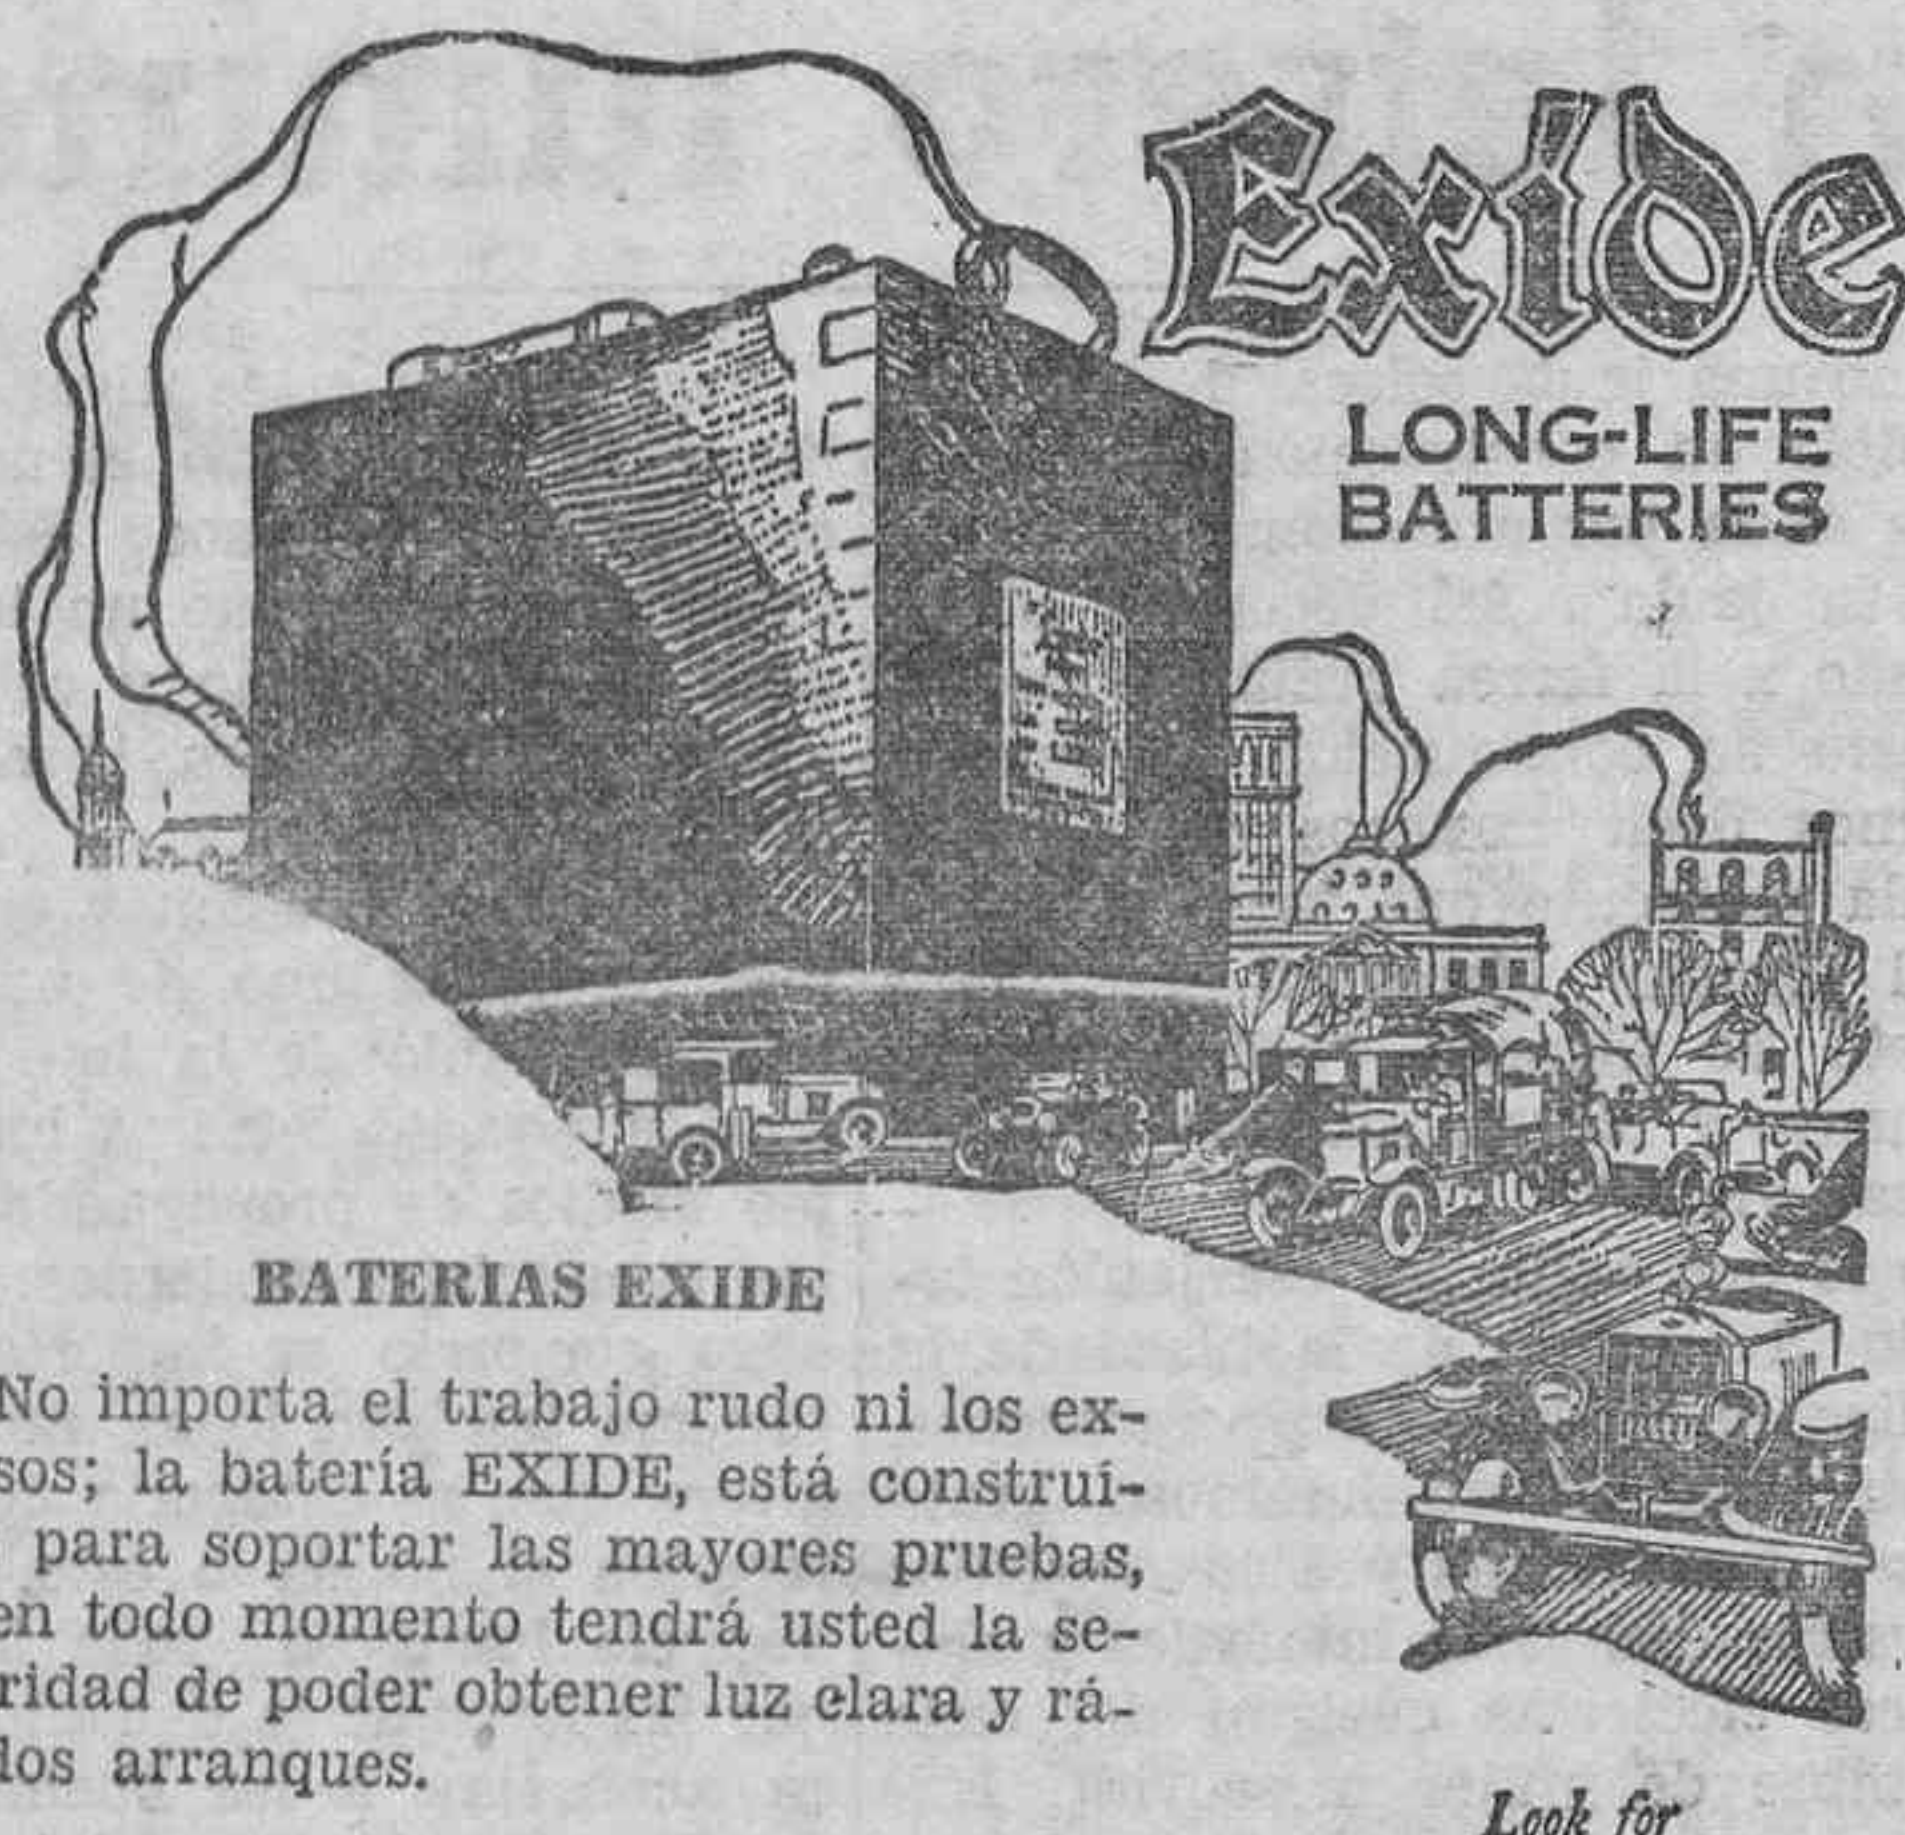 Exide
LONG-LIFE
BATTERIES
BATERIAS EXIDE
No importa el trabajo rudo ni los ex-
sos; la batería EXIDE, está construí-
para soportar las mayores pruebas,
en todo momento tendrá usted la se-
ridad de poder obtener luz clara y rá-
dos arranques.
Look for